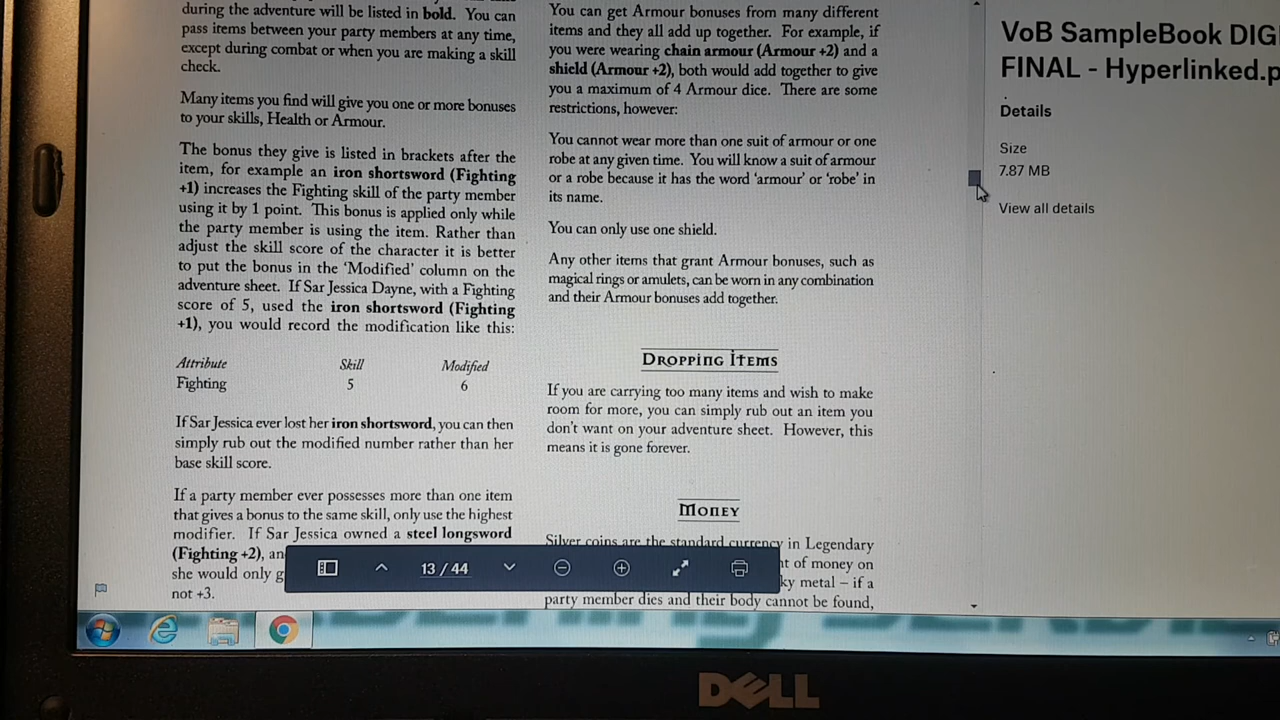 during the adventure will be listed in bold. You can
pass items between your party members at any time,
except during combat or when you are making a skill
check.
Many items you find will give you one or more bonuses
to your skills, Health or Armour.
The bonus they give is listed in brackets after the
item, for example an iron shortsword (Fighting
+1) increases the Fighting skill of the party member
using it by 1 point. This bonus is applied only while
the party member is using the item. Rather than
adjust the skill score of the character it is better
to put the bonus in the 'Modified' column on the
adventure sheet. If Sar Jessica Dayne, with a Fighting
score of 5, used the iron shortsword (Fighting
+1), you would record the modification like this:
Attribute Skill Modified
Fighting 5 6
If Sar Jessica ever lost her iron shortsword, you can then
simply rub out the modified number rather than her
base skill score.
If a party member ever possesses more than one item
that gives a bonus to the same skill, only use the highest
modifier. If Sar Jessica owned a steel longsword
(Fighting +2), an
she would only g
not +3.
You can get Armour bonuses from many different
items and they all add up together. For example, if
you were wearing chain armour (Armour +2) and a
shield (Armour +2), both would add together to give
you a maximum of 4 Armour dice. There are some
restrictions, however:
You cannot wear more than one suit of armour or one
robe at any given time. You will know a suit of armour
or a robe because it has the word 'armour' or 'robe' in
its name.
You can only use one shield.
Any other items that grant Armour bonuses, such as
magical rings or amulets, can be worn in any combination
and their Armour bonuses add together.
Dropping Items
If you are carrying too many items and wish to make
room for more, you can simply rub out an item you
don't want on your adventure sheet. However, this
means it is gone forever.
Money
Silver coins are the standard currency in Legendary
nt of money on
ky metal – if a
party member dies and their body cannot be found,
13 / 44
VoB SampleBook DIG
FINAL - Hyperlinked.p
Details
Size
7.87 MB
View all details
DELL